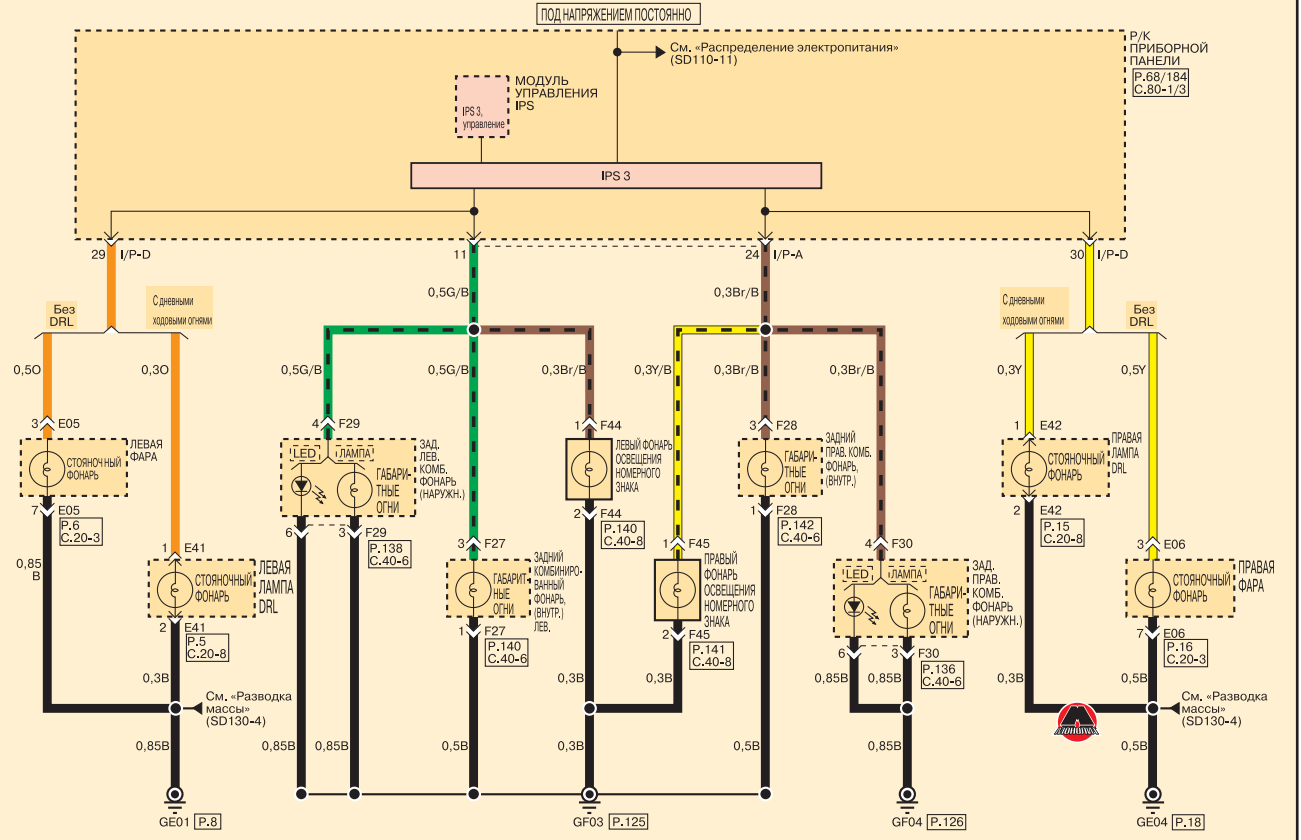 ПОД НАПРЯЖЕНИЕМ ПОСТОЯННО
См. «Распределение электропитания»
(SD110-11)
Р/К
ПРИБОРНОЙ
ПАНЕЛИ
P.68/184
C.80-1/3
МОДУЛЬ
УПРАВЛЕНИЯ
IPS
IPS 3,
управление
IPS 3
29 I/P-D
11
24 I/P-A
30 I/P-D
0,5G/B
0,3Br/B
Без
DRL
С дневными
ходовыми огнями
С дневными
ходовыми огнями
Без
DRL
0,5O
0,3O
0,5G/B
0,5G/B
0,3Br/B
0,3Y/B
0,3Br/B
0,3Br/B
0,3Y
0,5Y
3 E05
4 F29
1 F44
3 F28
1 E42
ЛЕВАЯ
ФАРА
СТОЯНОЧНЫЙ
ФОНАРЬ
7 E05
P.6
C.20-3
LED
ЛАМПА
ГАБАРИ-
ТНЫЕ
ОГНИ
ЗАД.
ЛЕВ.
КОМБ.
ФОНАРЬ
(НАРУЖН.)
6
3 F29
P.138
C.40-6
ЛЕВЫЙ ФОНАРЬ
ОСВЕЩЕНИЯ
НОМЕРНОГО
ЗНАКА
2 F44
P.140
C.40-8
ГАБАРИ-
ТНЫЕ
ОГНИ
ЗАДНИЙ
ПРАВ. КОМБ.
ФОНАРЬ,
(ВНУТР.)
1 F28
P.142
C.40-6
СТОЯНОЧНЫЙ
ФОНАРЬ
ПРАВАЯ
ЛАМПА
DRL
2 E42
P.15
C.20-8
0,85
B
1 E41
3 F27
1 F45
4 F30
3 E06
СТОЯНОЧНЫЙ
ФОНАРЬ
ЛЕВАЯ
ЛАМПА
DRL
2 E41
P.5
C.20-8
ГАБАРИТ-
НЫЕ
ОГНИ
ЗАДНИЙ
КОМБИНИРО-
ВАННЫЙ
ФОНАРЬ,
(ВНУТР.)
ЛЕВ.
1 F27
P.140
C.40-6
ПРАВЫЙ
ФОНАРЬ
ОСВЕЩЕНИЯ
НОМЕРНОГО
ЗНАКА
2 F45
P.141
C.40-8
LED
ЛАМПА
ГАБАРИ-
ТНЫЕ
ОГНИ
ЗАД.
ПРАВ.
КОМБ.
ФОНАРЬ
(НАРУЖН.)
6
3 F30
P.136
C.40-6
СТОЯНОЧНЫЙ
ФОНАРЬ
ПРАВАЯ
ФАРА
7 E06
P.16
C.20-3
0,3B
0,3B
0,3B
0,85B
0,85B
0,3B
0,5B
См. «Разводка
массы»
(SD130-4)
См. «Разводка
массы»
(SD130-4)
0,85B
0,85B
0,85B
0,5B
0,3B
0,5B
0,85B
0,5B
GE01 P.8
GF03 P.125
GF04 P.126
GE04 P.18